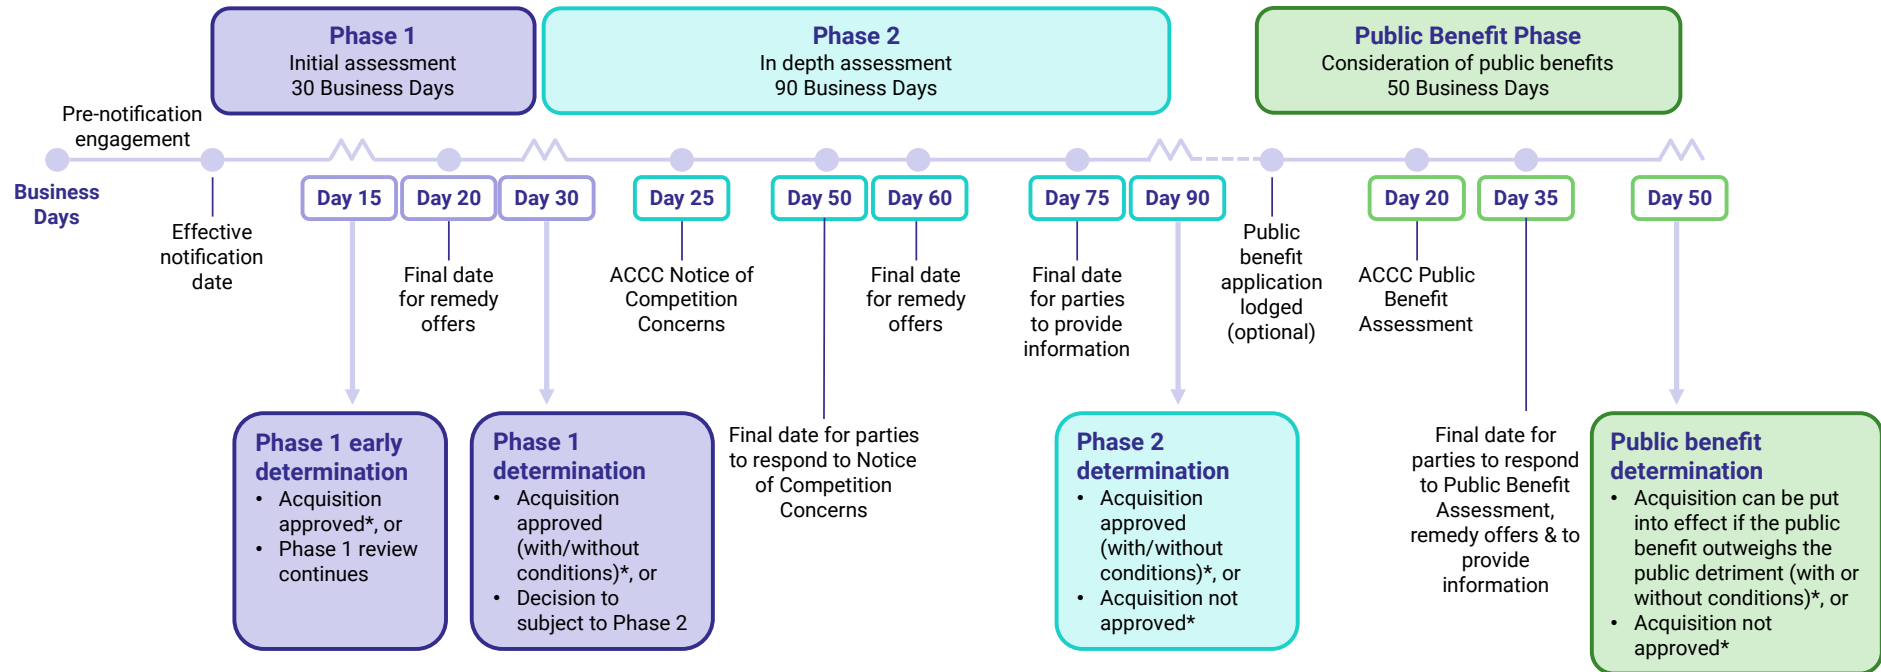 Phase 1
Initial assessment
30 Business Days
Phase 2
In depth assessment
90 Business Days
Public Benefit Phase
Consideration of public benefits
50 Business Days
Pre-notification
engagement
Business
Days
Effective
notification
date
Day 15
Day 20
Day 30
Day 25
Day 50
Day 60
Day 75
Day 90
Day 20
Day 35
Day 50
Final date
for remedy
offers
ACCC Notice of
Competition
Concerns
Final date
for remedy
offers
Final date
for parties
to provide
information
Public
benefit
application
lodged
(optional)
ACCC Public
Benefit
Assessment
Phase 1 early
determination
• Acquisition
approved*, or
• Phase 1 review
continues
Phase 1
determination
• Acquisition
approved
(with/without
conditions)*, or
• Decision to
subject to Phase 2
Final date for parties
to respond to Notice
of Competition
Concerns
Phase 2
determination
• Acquisition
approved
(with/without
conditions)*, or
• Acquisition not
approved*
Final date for
parties to respond
to Public Benefit
Assessment,
remedy offers & to
provide
information
Public benefit
determination
• Acquisition can be put
into effect if the public
benefit outweighs the
public detriment (with or
without conditions)*, or
• Acquisition not
approved*